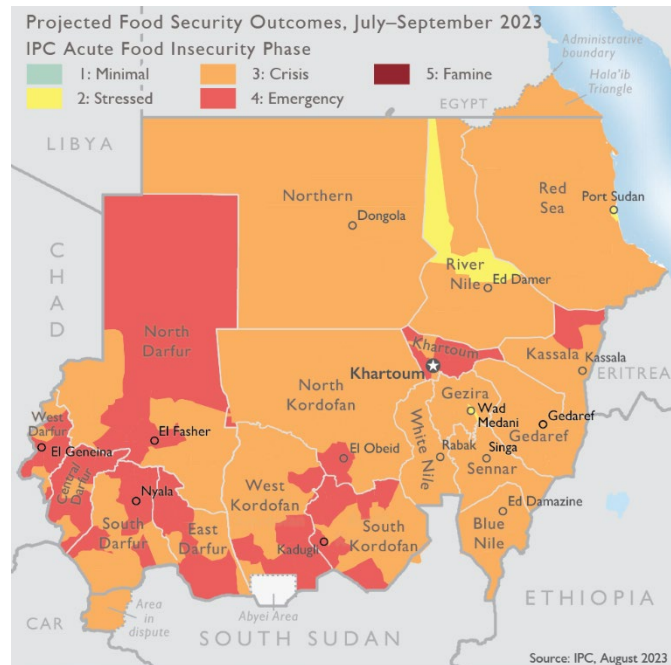 Projected Food Security Outcomes, July–September 2023
IPC Acute Food Insecurity Phase
1: Minimal
3: Crisis
5: Famine
2: Stressed
4: Emergency
Administrative
boundary
Hala'ib
Triangle
EGYPT
LIBYA
CHAD
Northern
Dongola
Red
Sea
Port Sudan
River
Nile
Ed Damer
North
Darfur
Khartoum
Khartoum
Kassala
Kassala
ERITREA
North
Kordofan
Gezira
Wad
Medani
Gedaref
Gedaref
West
Darfur
El Geneina
El Fasher
El Obeid
White Nile
Rabak
Singa
Sennar
Central
Darfur
Nyala
West
Kordofan
South
Darfur
East
Darfur
Kadugli
South
Kordofan
Ed Damazine
Blue
Nile
Area
in
dispute
Abyei Area
CAR
SOUTH SUDAN
ETHIOPIA
Source: IPC, August 2023